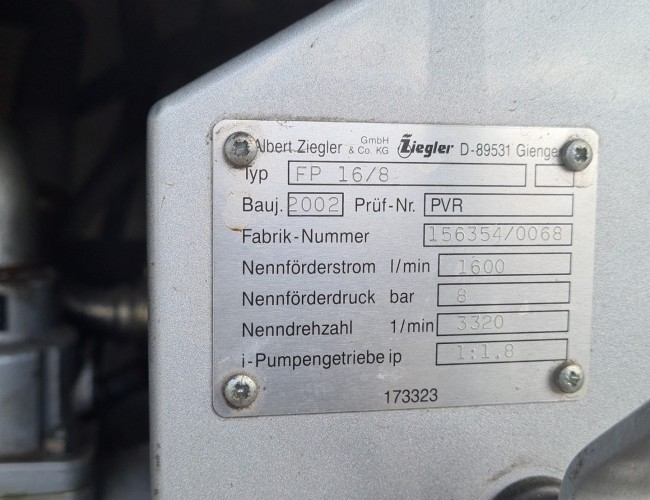 Albert Ziegler GmbH & Co. KG Ziegler D-89531 Gienge
Typ FP 16/8
Bauj. 2002 Prüf-Nr. PVR
Fabrik-Nummer 156354/0068
Nennförderstrom l/min 1600
Nennförderdruck bar 8
Nenndrehzahl 1/min 3320
i-Pumpengetriebe ip 1:1,8
173323